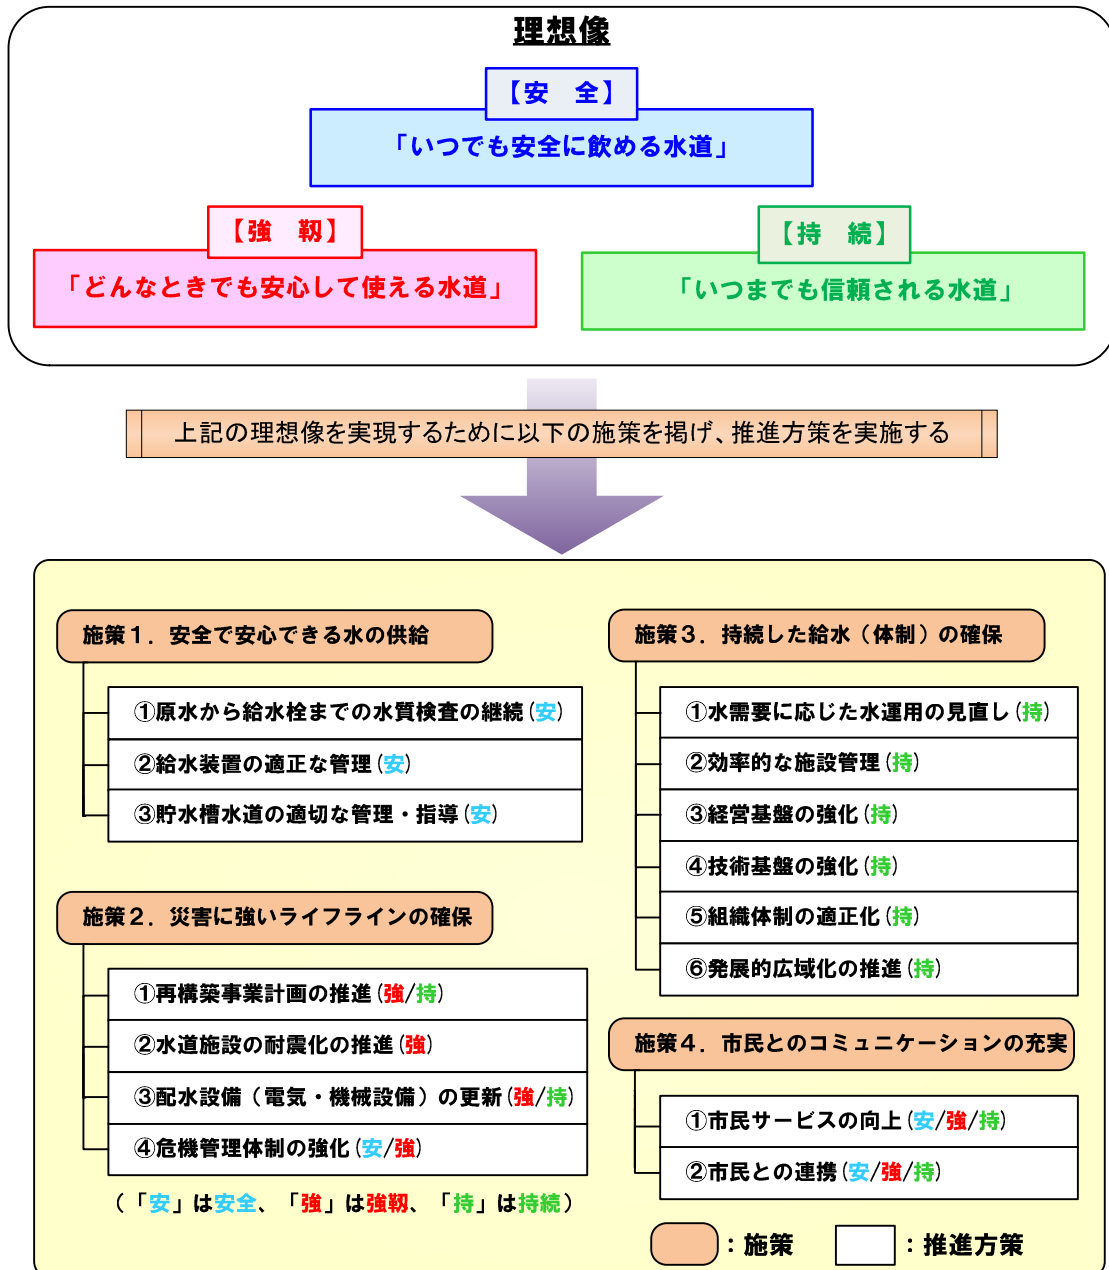 理想像
【安　全】
「いつでも安全に飲める水道」
【強　靭】
「どんなときでも安心して使える水道」
【持　続】
「いつまでも信頼される水道」
上記の理想像を実現するために以下の施策を掲げ、推進方策を実施する
施策１．安全で安心できる水の供給
①原水から給水栓までの水質検査の継続(安)
②給水装置の適正な管理(安)
③貯水槽水道の適切な管理・指導(安)
施策２．災害に強いライフラインの確保
①再構築事業計画の推進(強/持)
②水道施設の耐震化の推進(強)
③配水設備（電気・機械設備）の更新(強/持)
④危機管理体制の強化(安/強)
（「安」は安全、「強」は強靭、「持」は持続）
施策３．持続した給水（体制）の確保
①水需要に応じた水運用の見直し(持)
②効率的な施設管理(持)
③経営基盤の強化(持)
④技術基盤の強化(持)
⑤組織体制の適正化(持)
⑥発展的広域化の推進(持)
施策４．市民とのコミュニケーションの充実
①市民サービスの向上(安/強/持)
②市民との連携(安/強/持)
：施策
：推進方策